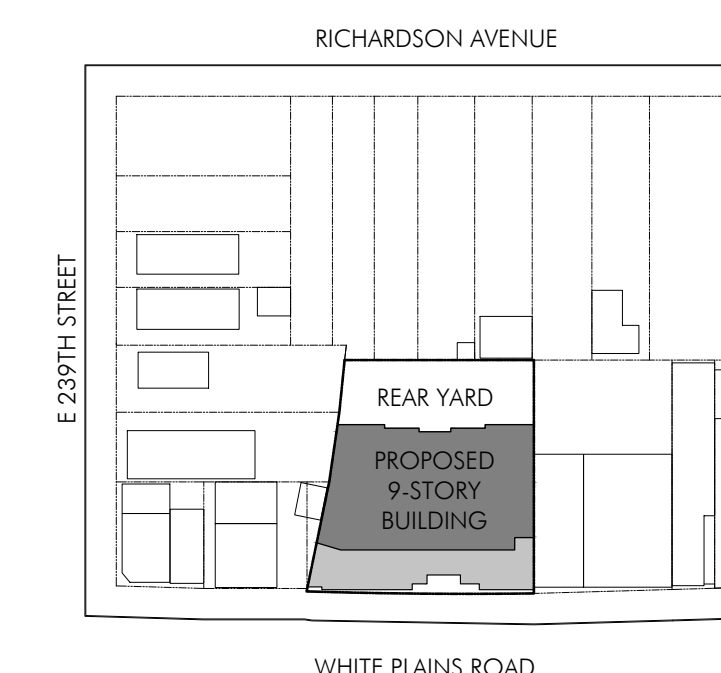 RICHARDSON AVENUE
E 239TH STREET
REAR YARD
PROPOSED
9-STORY
BUILDING
WHITE PLAINS ROAD